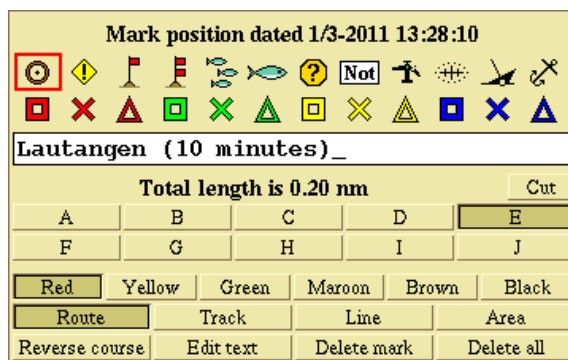 Mark position dated 1/3-2011 13:28:10
? Not
Lautangen (10 minutes)_
Total length is 0.20 nm Cut
A B C D E
F G H I J
Red Yellow Green Maroon Brown Black
Route Track Line Area
Reverse course Edit text Delete mark Delete all